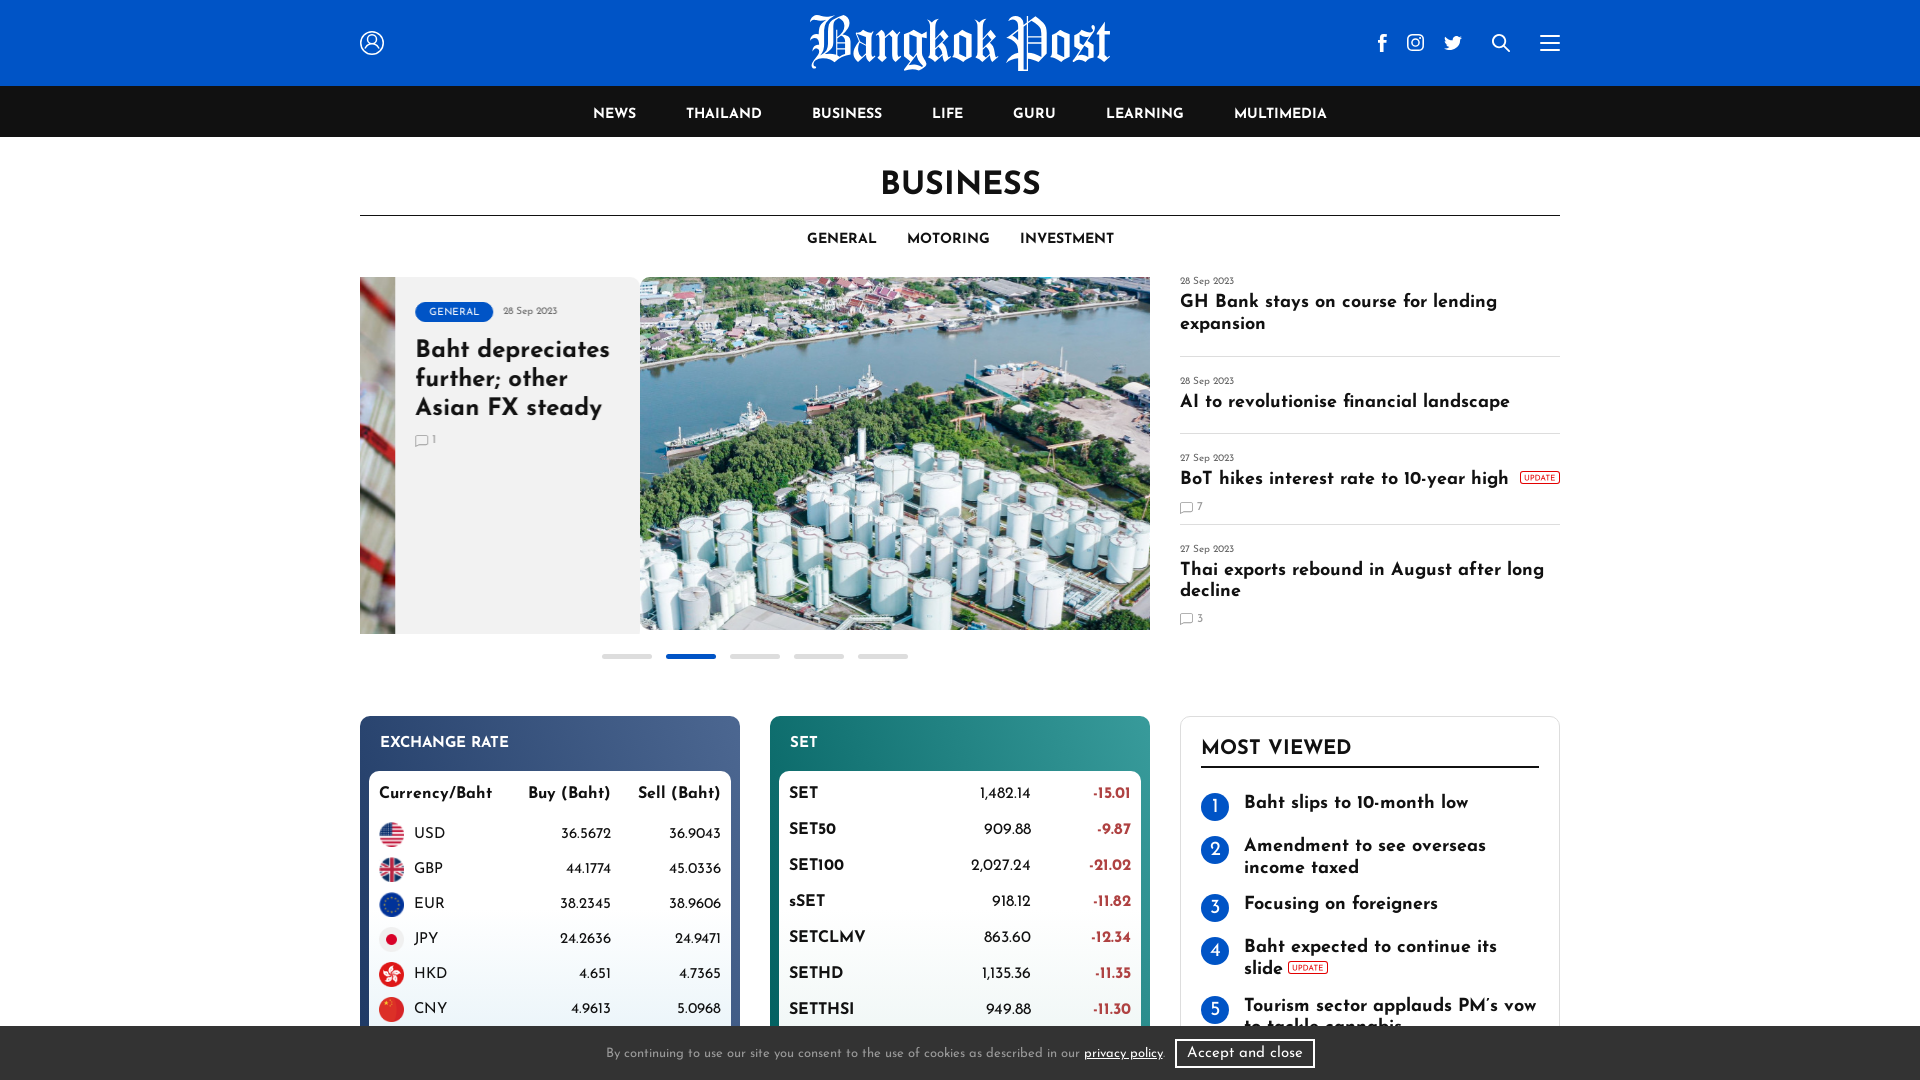 Bangkok Post
NEWS THAILAND BUSINESS LIFE GURU LEARNING MULTIMEDIA
BUSINESS
GENERAL MOTORING INVESTMENT
GENERAL 28 Sep 2023
Baht depreciates
further; other
Asian FX steady
1
28 Sep 2023
GH Bank stays on course for lending
expansion
28 Sep 2023
AI to revolutionise financial landscape
27 Sep 2023
BoT hikes interest rate to 10-year high UPDATE
7
27 Sep 2023
Thai exports rebound in August after long
decline
3
EXCHANGE RATE
Currency/Baht Buy (Baht) Sell (Baht)
USD 36.5672 36.9043
GBP 44.1774 45.0336
EUR 38.2345 38.9606
JPY 24.2636 24.9471
HKD 4.651 4.7365
CNY 4.9613 5.0968
SET
SET 1,482.14 -15.01
SET50 909.88 -9.87
SET100 2,027.24 -21.02
sSET 918.12 -11.82
SETCLMV 863.60 -12.34
SETHD 1,135.36 -11.35
SETTHSI 949.88 -11.30
MOST VIEWED
1 Baht slips to 10-month low
2 Amendment to see overseas
income taxed
3 Focusing on foreigners
4 Baht expected to continue its
slide UPDATE
5 Tourism sector applauds PM's vow
to tackle cannabis
By continuing to use our site you consent to the use of cookies as described in our privacy policy. Accept and close